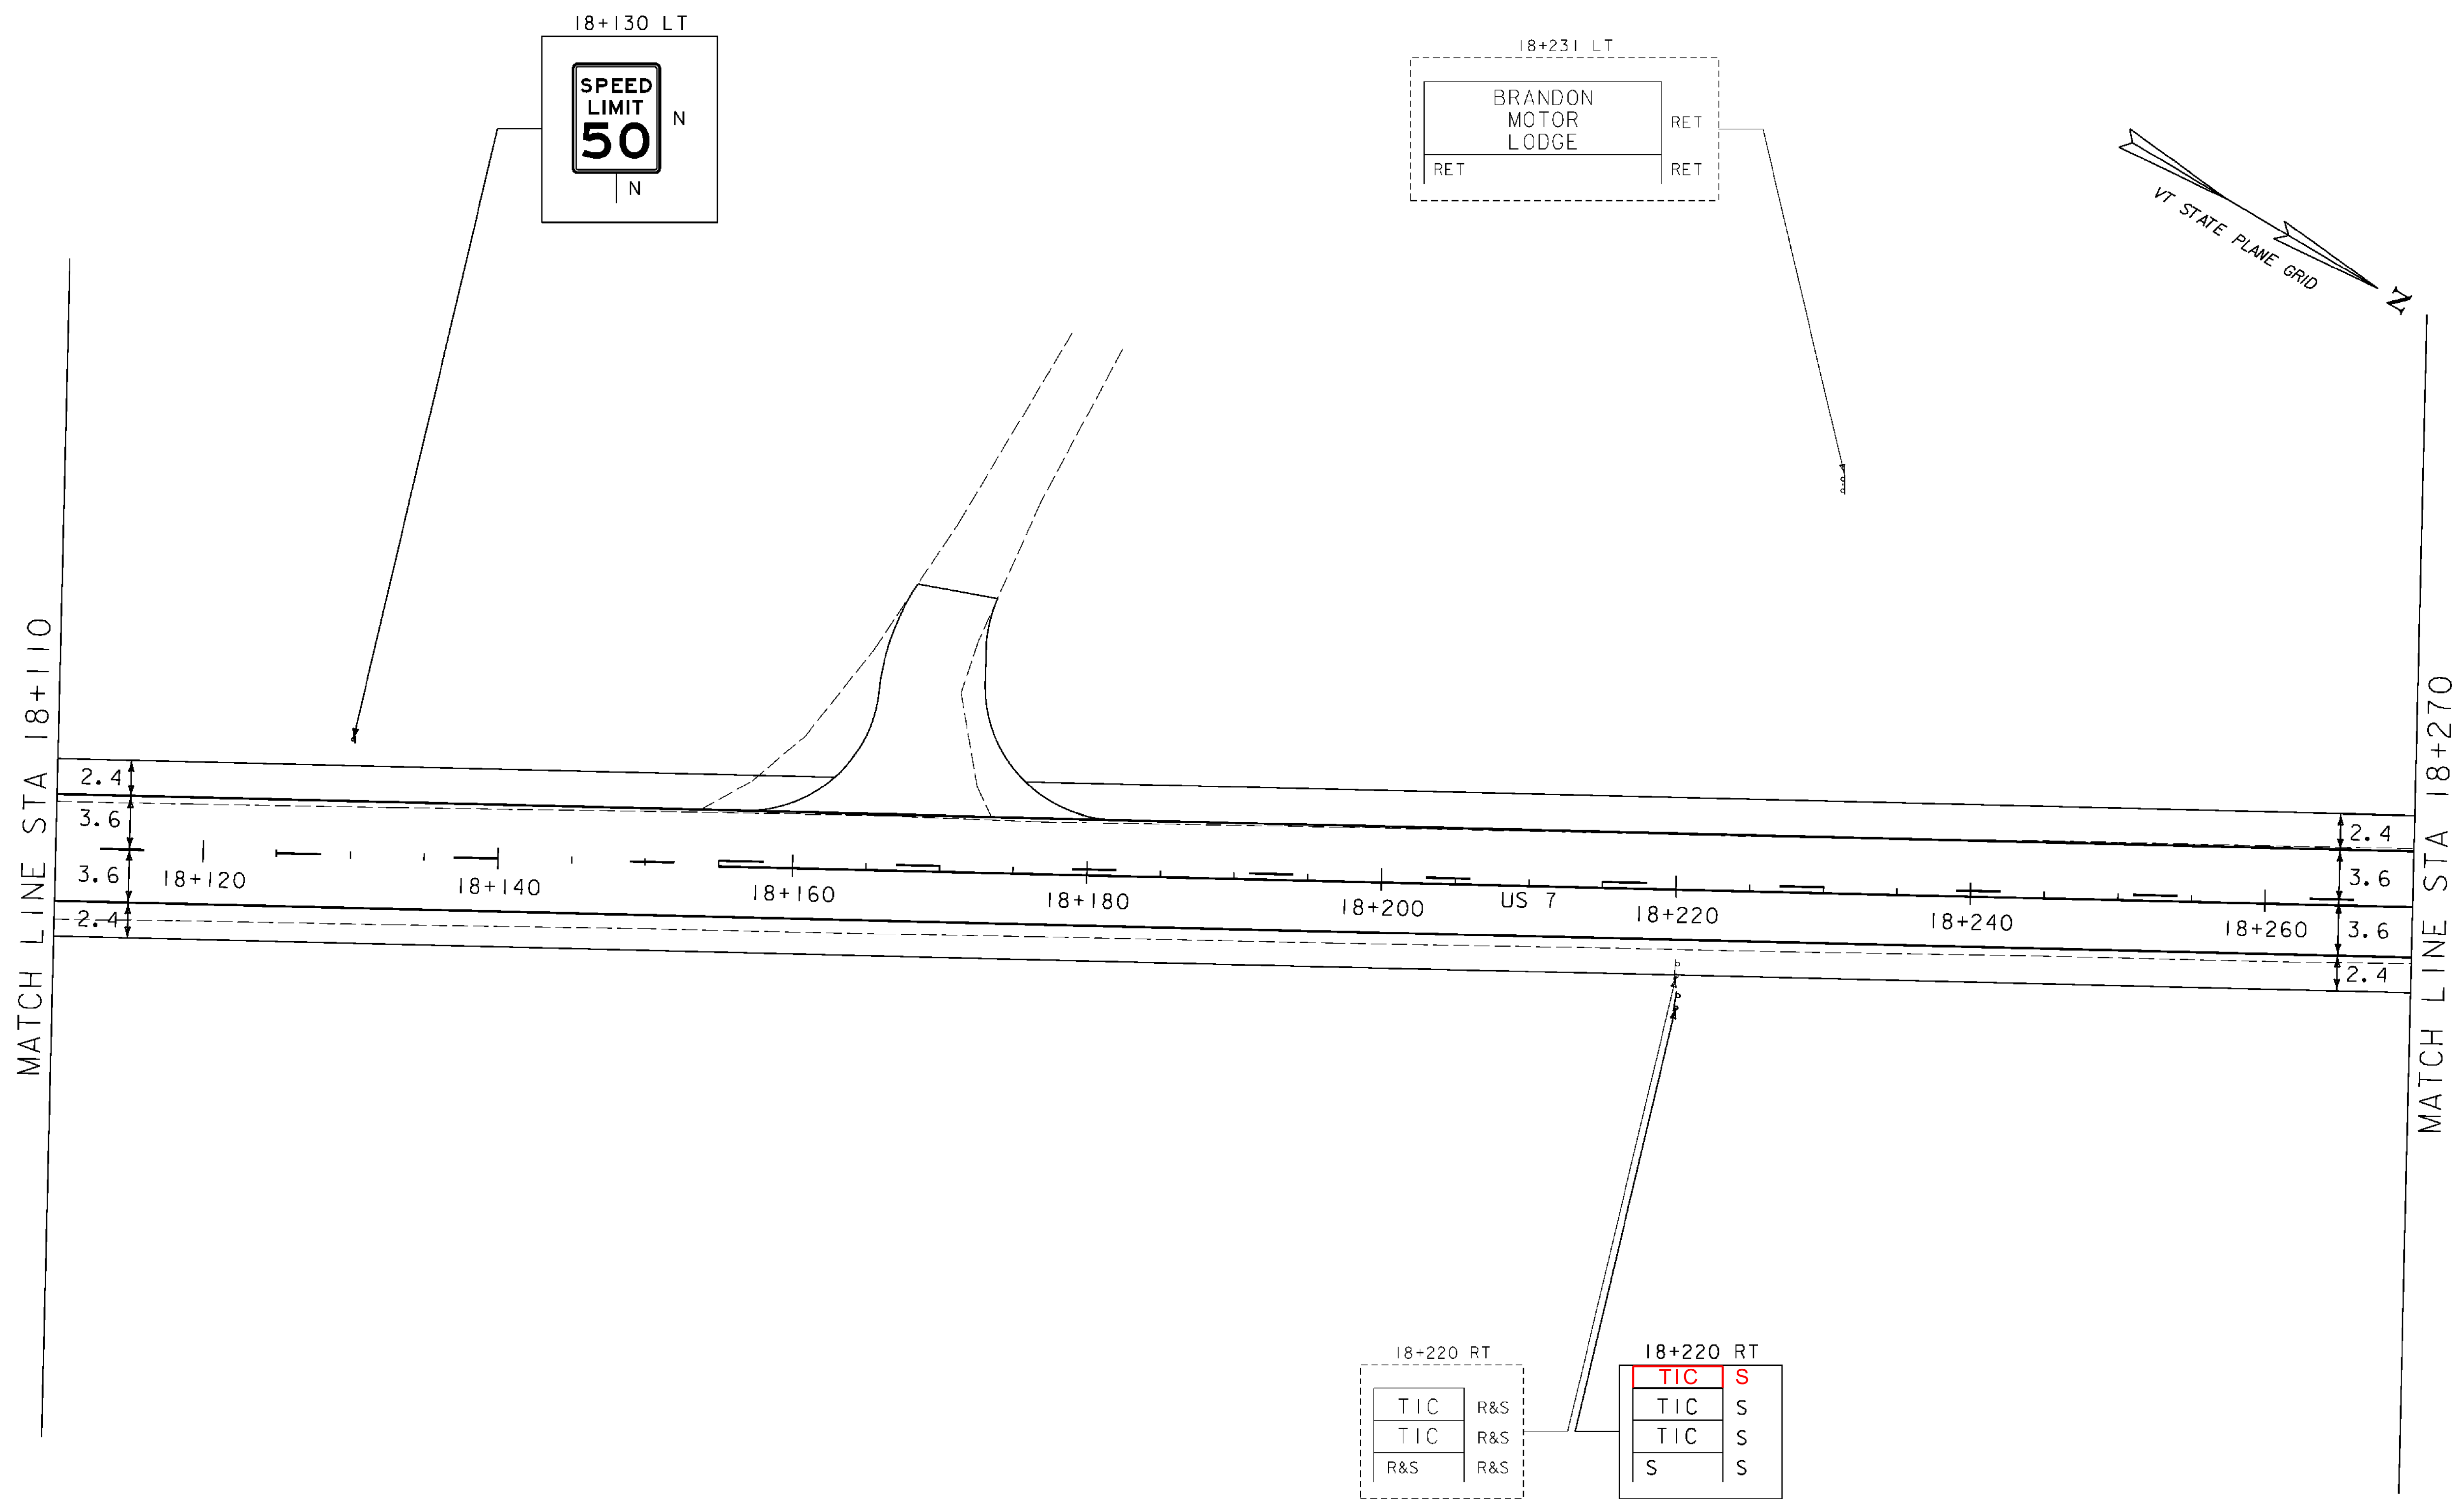 18+130 LT
SPEED
LIMIT
50
N
N
18+231 LT
BRANDON
MOTOR
LODGE
RET
RET
RET
VT STATE PLANE GRID
N
MATCH LINE STA 18+110
MATCH LINE STA 18+270
2.4
3.6
3.6
2.4
18+120
18+140
18+160
18+180
18+200
US 7
18+220
18+240
18+260
2.4
3.6
3.6
2.4
18+220 RT
TIC R&S
TIC R&S
R&S R&S
18+220 RT
TIC S
TIC S
TIC S
S S